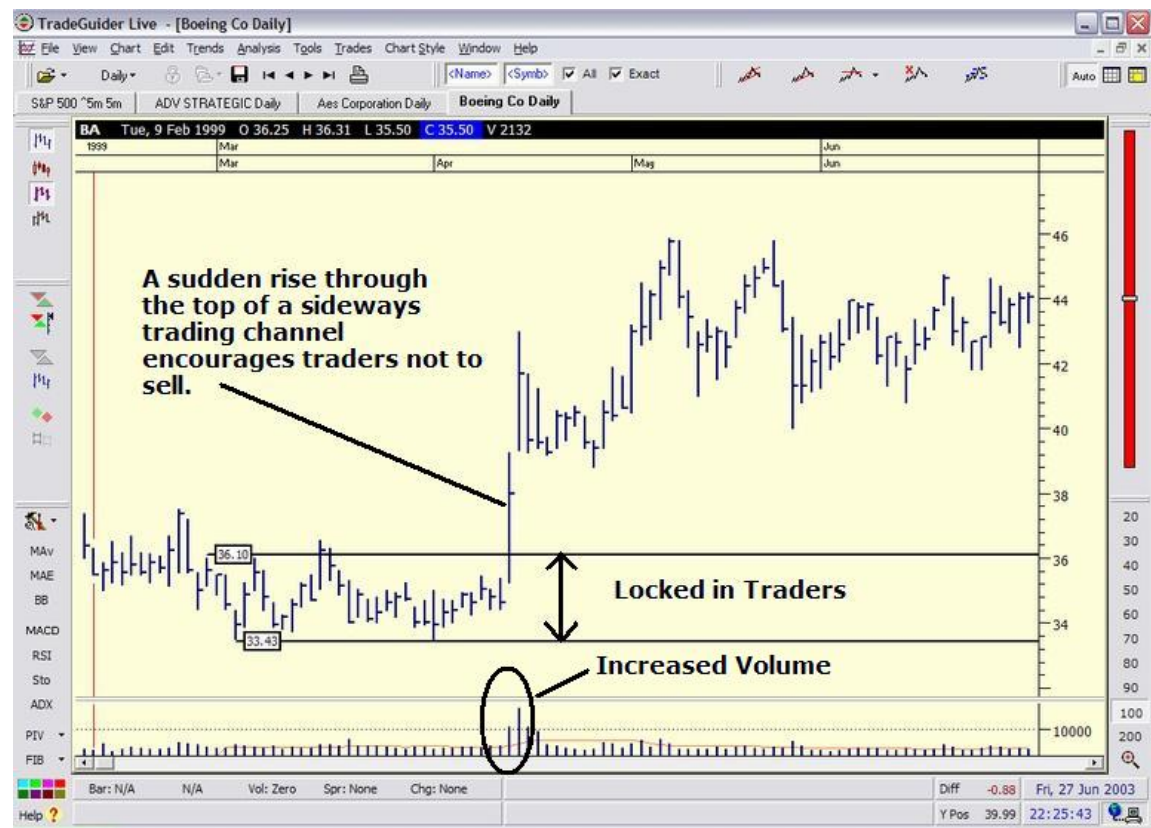 TradeGuider Live - [Boeing Co Daily]
File View Chart Edit Trends Analysis Tools Trades Chart Style Window Help
Daily <Name> <Symb> All Exact Auto
S&P 500 ^5m 5m ADV STRATEGIC Daily Aes Corporation Daily Boeing Co Daily
BA Tue, 9 Feb 1999 O 36.25 H 36.31 L 35.50 C 35.50 V 2132
1999 Mar Jun
Mar Apr May Jun
46
A sudden rise through
the top of a sideways
trading channel
encourages traders not to
sell.
44
42
40
38
36
34
36.10
33.43
Locked in Traders
Increased Volume
10000
MAv
MAE
BB
MACD
RSI
Sto
ADX
PIV
FIB
20
30
40
50
60
70
80
90
100
200
Bar: N/A N/A Vol: Zero Spr: None Chg: None Diff -0.88 Fri, 27 Jun 2003
Help ? Y Pos 39.99 22:25:43